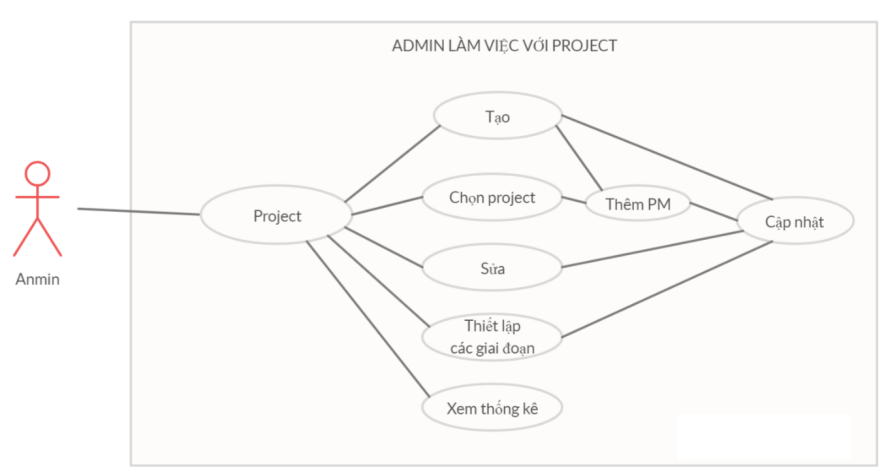 ADMIN LÀM VIỆC VỚI PROJECT
Tạo
Chọn project
Thêm PM
Project
Cập nhật
Sửa
Anmin
Thiết lập
các giai đoạn
Xem thống kê